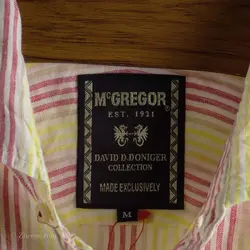 McGREGOR
EST. 1921
DAVID D.DONIGER
COLLECTION
MADE EXCLUSIVELY
M